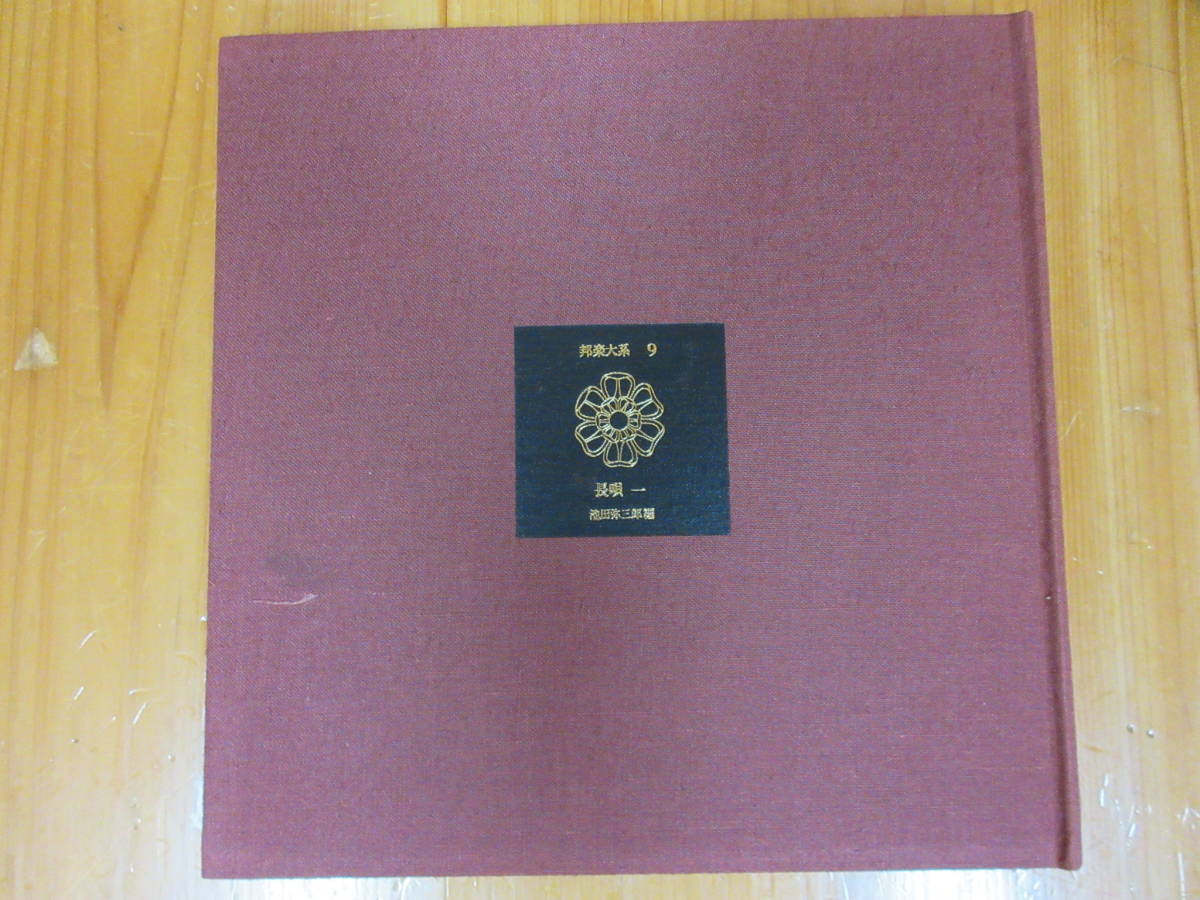 邦楽大系 9
長唄 一
池田弥三郎編